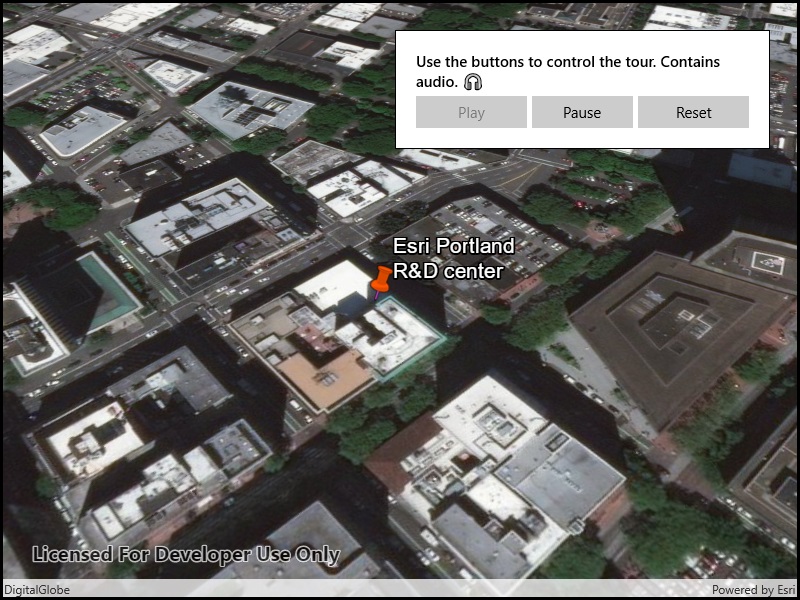 Use the buttons to control the tour. Contains
audio.
Play
Pause
Reset
Esri Portland
R&D center
Licensed For Developer Use Only
DigitalGlobe
Powered by Esri